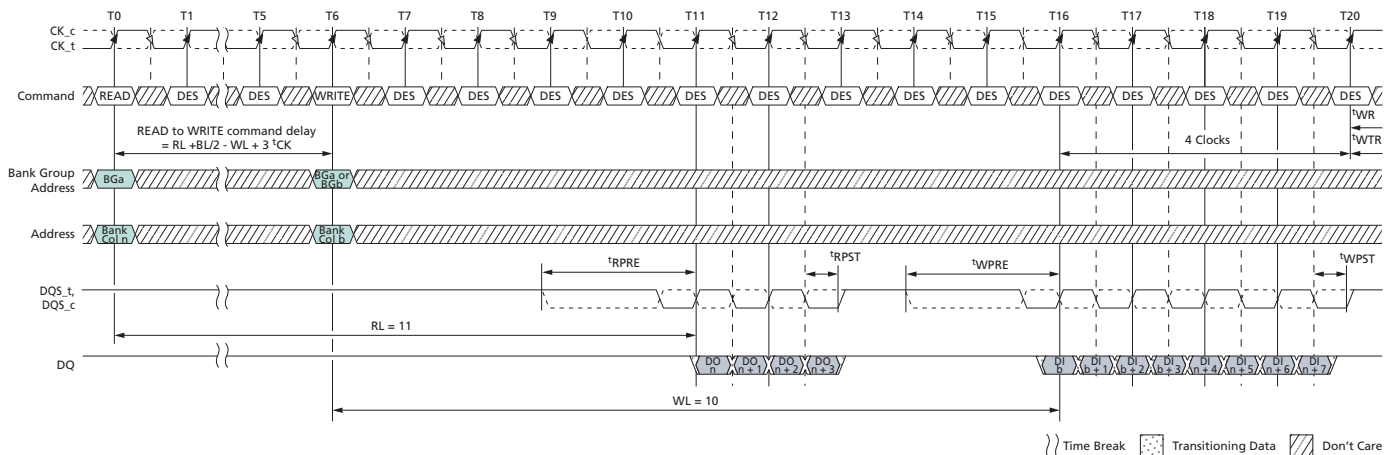 T0 T1 T5 T6 T7 T8 T9 T10 T11 T12 T13 T14 T15 T16 T17 T18 T19 T20
CK_c
CK_t
Command READ DES DES WRITE DES DES DES DES DES DES DES DES DES DES DES DES DES DES
tWR
READ to WRITE command delay
= RL +BL/2 - WL + 3 tCK
4 Clocks
tWTR
Bank Group
Address
BGa
BGa or
BGb
Address
Bank
Col n
Bank
Col b
tRPRE tRPST tWPRE tWPST
DQS_t,
DQS_c
RL = 11
DQ
DO
n
DO
n + 1
DO
n + 2
DO
n + 3
DI
b
DI
b + 1
DI
b + 2
DI
b + 3
DI
n + 4
DI
n + 5
DI
n + 6
DI
n + 7
WL = 10
Time Break Transitioning Data Don't Care